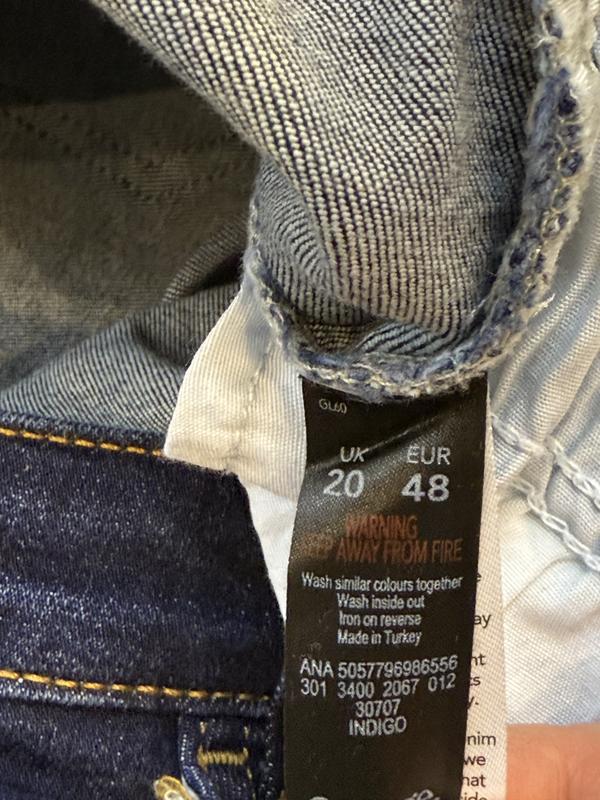 GL60
UK EUR
20 48
WARNING
KEEP AWAY FROM FIRE
Wash similar colours together
Wash inside out
Iron on reverse
Made in Turkey
ANA 5057796986556
301 3400 2067 012
30707
INDIGO